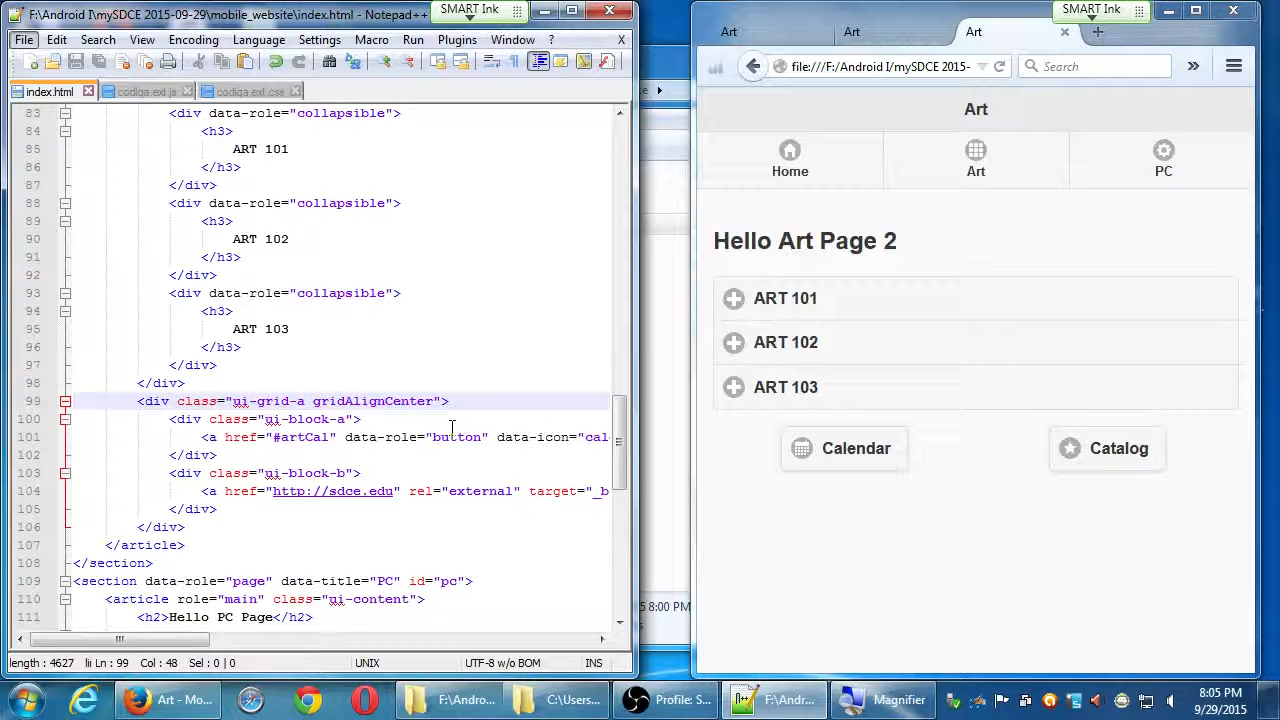 F:\Android I\mySDCE 2015-09-29\mobile_website\index.html - Notepad++
SMART Ink
File Edit Search View Encoding Language Settings Macro Run Plugins Window ? X
index.html codiqa.ext.js codiqa.ext.css
83 <div data-role="collapsible">
84 <h3>
85 ART 101
86 </h3>
87 </div>
88 <div data-role="collapsible">
89 <h3>
90 ART 102
91 </h3>
92 </div>
93 <div data-role="collapsible">
94 <h3>
95 ART 103
96 </h3>
97 </div>
98 </div>
99 <div class="ui-grid-a gridAlignCenter">
100 <div class="ui-block-a">
101 <a href="#artCal" data-role="button" data-icon="cal
102 </div>
103 <div class="ui-block-b">
104 <a href="http://sdce.edu" rel="external" target="_b
105 </div>
106 </div>
107 </article>
108 </section>
109 <section data-role="page" data-title="PC" id="pc">
110 <article role="main" class="ui-content">
111 <h2>Hello PC Page</h2>
length : 4627 li Ln : 99 Col : 48 Sel : 0 | 0 UNIX UTF-8 w/o BOM INS
5 8:00 PM
SMART Ink
Art Art Art
file:///F:/Android I/mySDCE 2015- Search
Art
Home Art PC
Hello Art Page 2
ART 101
ART 102
ART 103
Calendar Catalog
Art - Mo... F:\Andro... C:\Users... Profile: S... F:\Andr... Magnifier
8:05 PM
9/29/2015